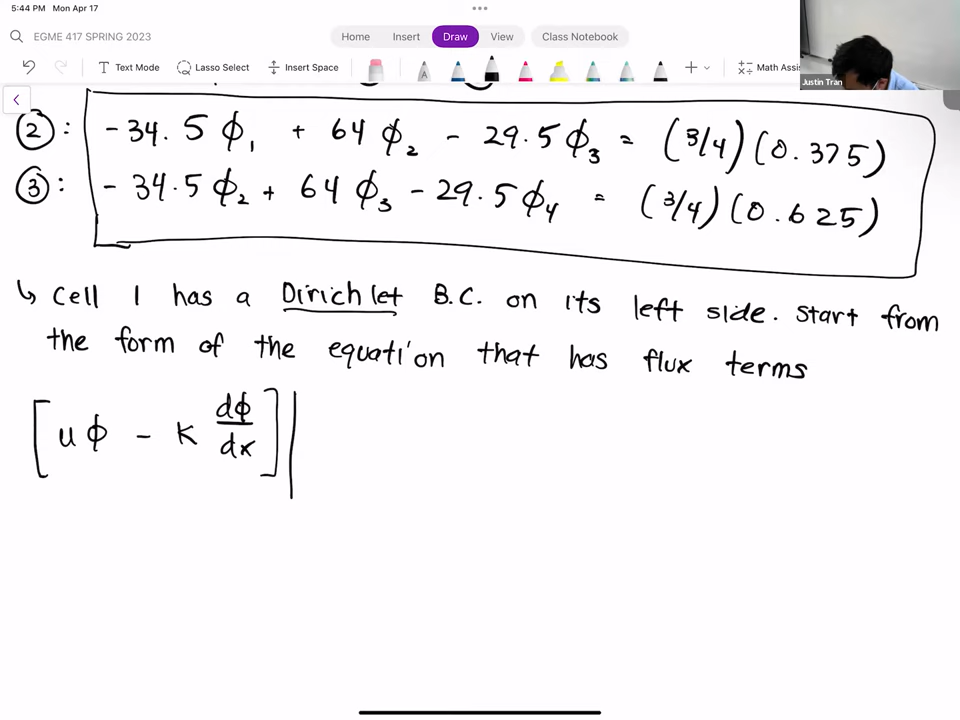 5:44 PM Mon Apr 17
EGME 417 SPRING 2023
Home Insert Draw View Class Notebook
Text Mode Lasso Select Insert Space Math Assis
Justin Tran
②: -34.5 ϕ₁ + 64 ϕ₂ - 29.5 ϕ₃ = (3/4)(0.375)
③: -34.5 ϕ₂ + 64 ϕ₃ - 29.5 ϕ₄ = (3/4)(0.625)
↳ Cell 1 has a Dirichlet B.C. on its left side. Start from
the form of the equation that has flux terms
[uϕ - K dϕ/dx]|